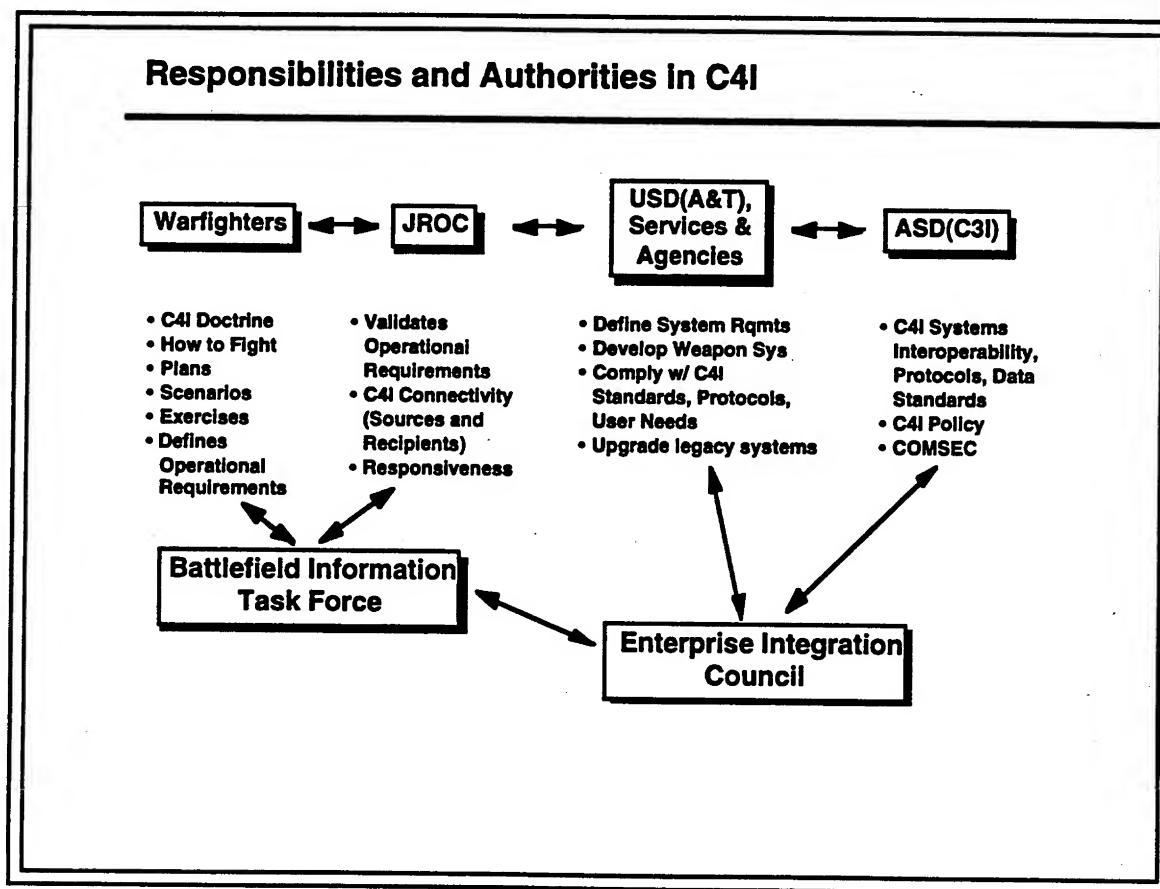 Responsibilities and Authorities in C4I
Warfighters
JROC
USD(A&T),
Services &
Agencies
ASD(C3I)
• C4I Doctrine
• How to Fight
• Plans
• Scenarios
• Exercises
• Defines
Operational
Requirements
• Validates
Operational
Requirements
• C4I Connectivity
(Sources and
Recipients)
• Responsiveness
• Define System Rqmts
• Develop Weapon Sys
• Comply w/ C4I
Standards, Protocols,
User Needs
• Upgrade legacy systems
• C4I Systems
Interoperability,
Protocols, Data
Standards
• C4I Policy
• COMSEC
Battlefield Information
Task Force
Enterprise Integration
Council